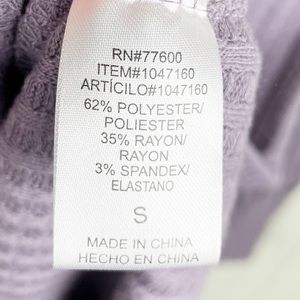 RN#77600
ITEM#1047160
ARTÍCILO#1047160
62% POLYESTER/
POLIESTER
35% RAYON/
RAYON
3% SPANDEX/
ELASTANO
S
MADE IN CHINA
HECHO EN CHINA